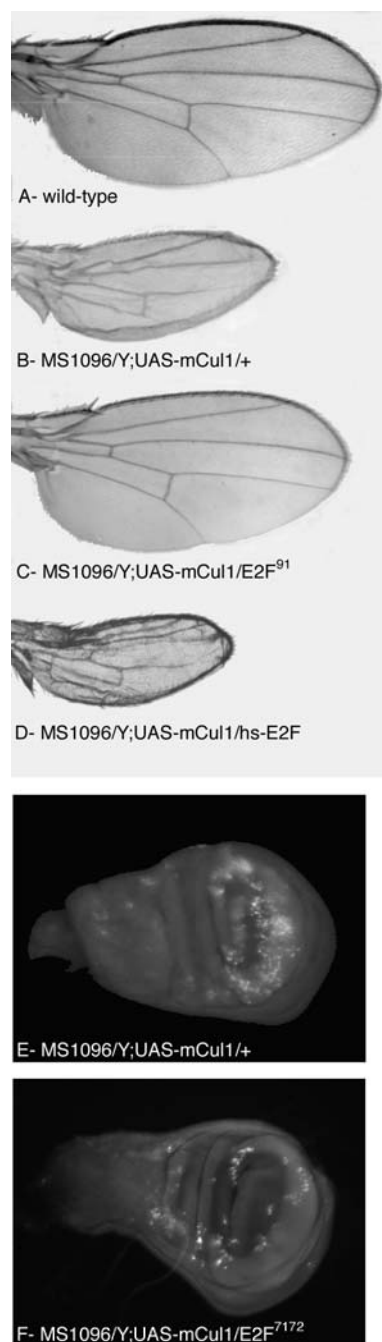 A- wild-type
B- MS1096/Y;UAS-mCul1/+
C- MS1096/Y;UAS-mCul1/E2F91
D- MS1096/Y;UAS-mCul1/hs-E2F
E- MS1096/Y;UAS-mCul1/+
F- MS1096/Y;UAS-mCul1/E2F7172